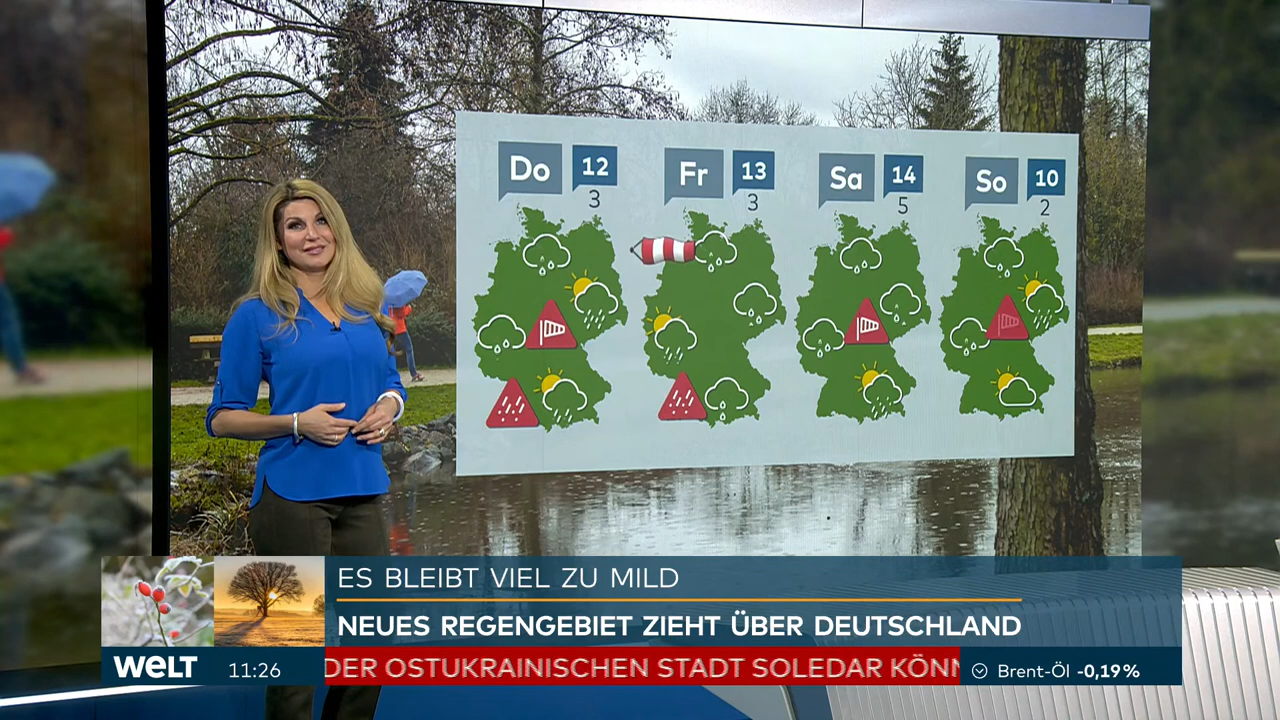 Do 12
3
Fr 13
3
Sa 14
5
So 10
2
ES BLEIBT VIEL ZU MILD
NEUES REGENGEBIET ZIEHT ÜBER DEUTSCHLAND
WELT 11:26 DER OSTUKRAINISCHEN STADT SOLEDAR KÖNN Brent-Öl -0,19%